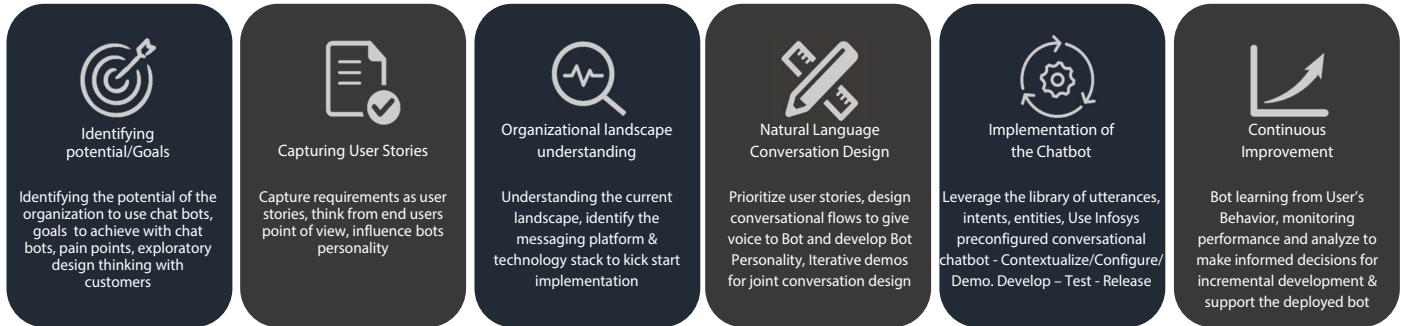 Identifying
potential/Goals
Identifying the potential of the
organization to use chat bots,
goals to achieve with chat
bots, pain points, exploratory
design thinking with
customers
Capturing User Stories
Capture requirements as user
stories, think from end users
point of view, influence bots
personality
Organizational landscape
understanding
Understanding the current
landscape, identify the
messaging platform &
technology stack to kick start
implementation
Natural Language
Conversation Design
Prioritize user stories, design
conversational flows to give
voice to Bot and develop Bot
Personality, Iterative demos
for joint conversation design
Implementation of
the Chatbot
Leverage the library of utterances,
intents, entities, Use Infosys
preconfigured conversational
chatbot - Contextualize/Configure/
Demo. Develop – Test - Release
Continuous
Improvement
Bot learning from User’s
Behavior, monitoring
performance and analyze to
make informed decisions for
incremental development &
support the deployed bot